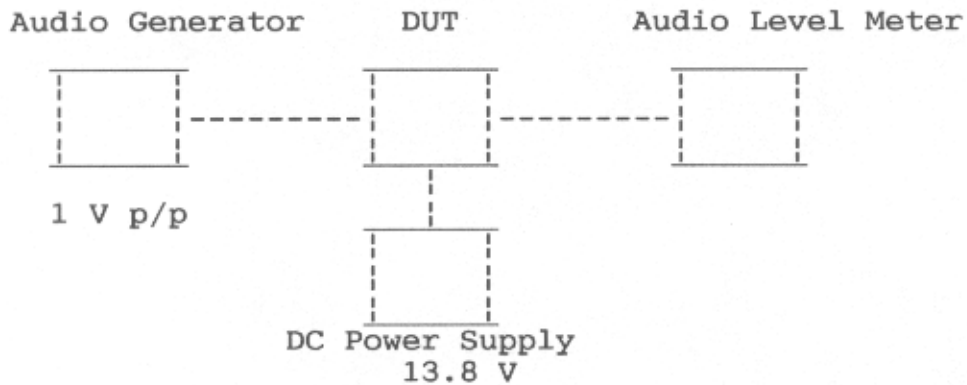 Audio Generator DUT Audio Level Meter
1 V p/p
DC Power Supply
13.8 V